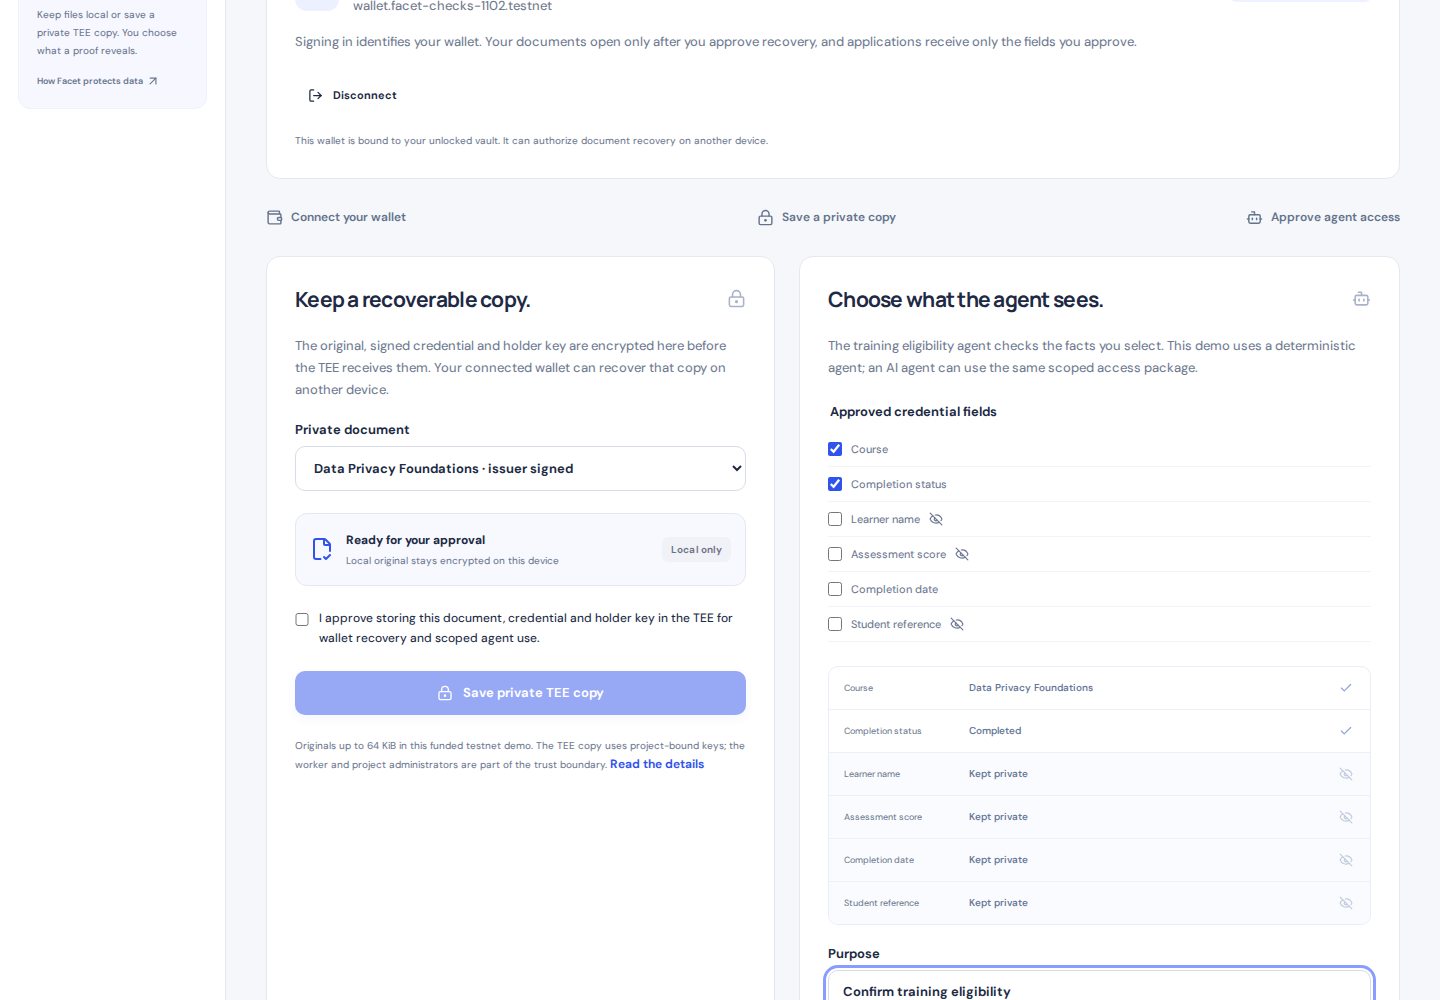 Keep files local or save a
private TEE copy. You choose
what a proof reveals.
How Facet protects data
wallet.facet-checks-1102.testnet
Signing in identifies your wallet. Your documents open only after you approve recovery, and applications receive only the fields you approve.
Disconnect
This wallet is bound to your unlocked vault. It can authorize document recovery on another device.
Connect your wallet
Save a private copy
Approve agent access
Keep a recoverable copy.
The original, signed credential and holder key are encrypted here before
the TEE receives them. Your connected wallet can recover that copy on
another device.
Private document
Data Privacy Foundations · issuer signed
Ready for your approval
Local original stays encrypted on this device
Local only
I approve storing this document, credential and holder key in the TEE for
wallet recovery and scoped agent use.
Save private TEE copy
Originals up to 64 KiB in this funded testnet demo. The TEE copy uses project-bound keys; the
worker and project administrators are part of the trust boundary. Read the details
Choose what the agent sees.
The training eligibility agent checks the facts you select. This demo uses a deterministic
agent; an AI agent can use the same scoped access package.
Approved credential fields
Course
Completion status
Learner name
Assessment score
Completion date
Student reference
Course Data Privacy Foundations
Completion status Completed
Learner name Kept private
Assessment score Kept private
Completion date Kept private
Student reference Kept private
Purpose
Confirm training eligibility